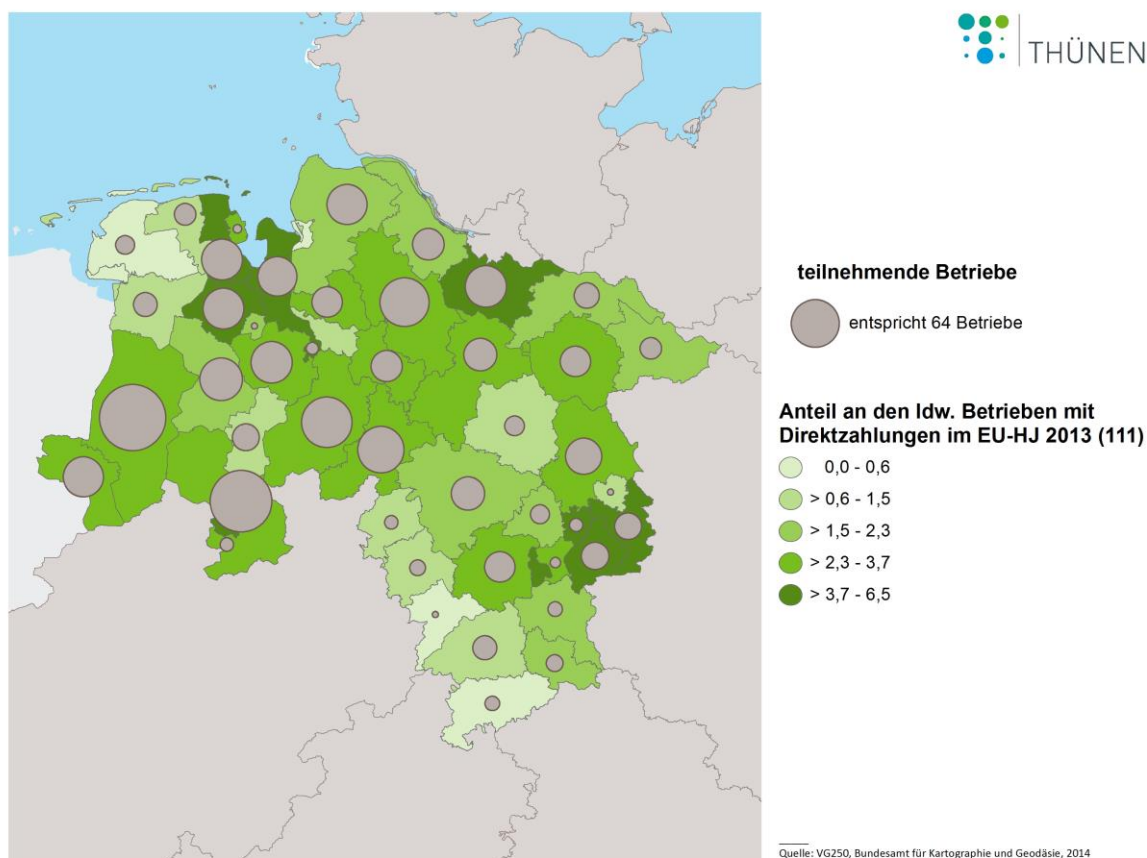 THÜNEN
teilnehmende Betriebe
entspricht 64 Betriebe
Anteil an den ldw. Betrieben mit
Direktzahlungen im EU-HJ 2013 (111)
0,0 - 0,6
> 0,6 - 1,5
> 1,5 - 2,3
> 2,3 - 3,7
> 3,7 - 6,5
Quelle: VG250, Bundesamt für Kartographie und Geodäsie, 2014